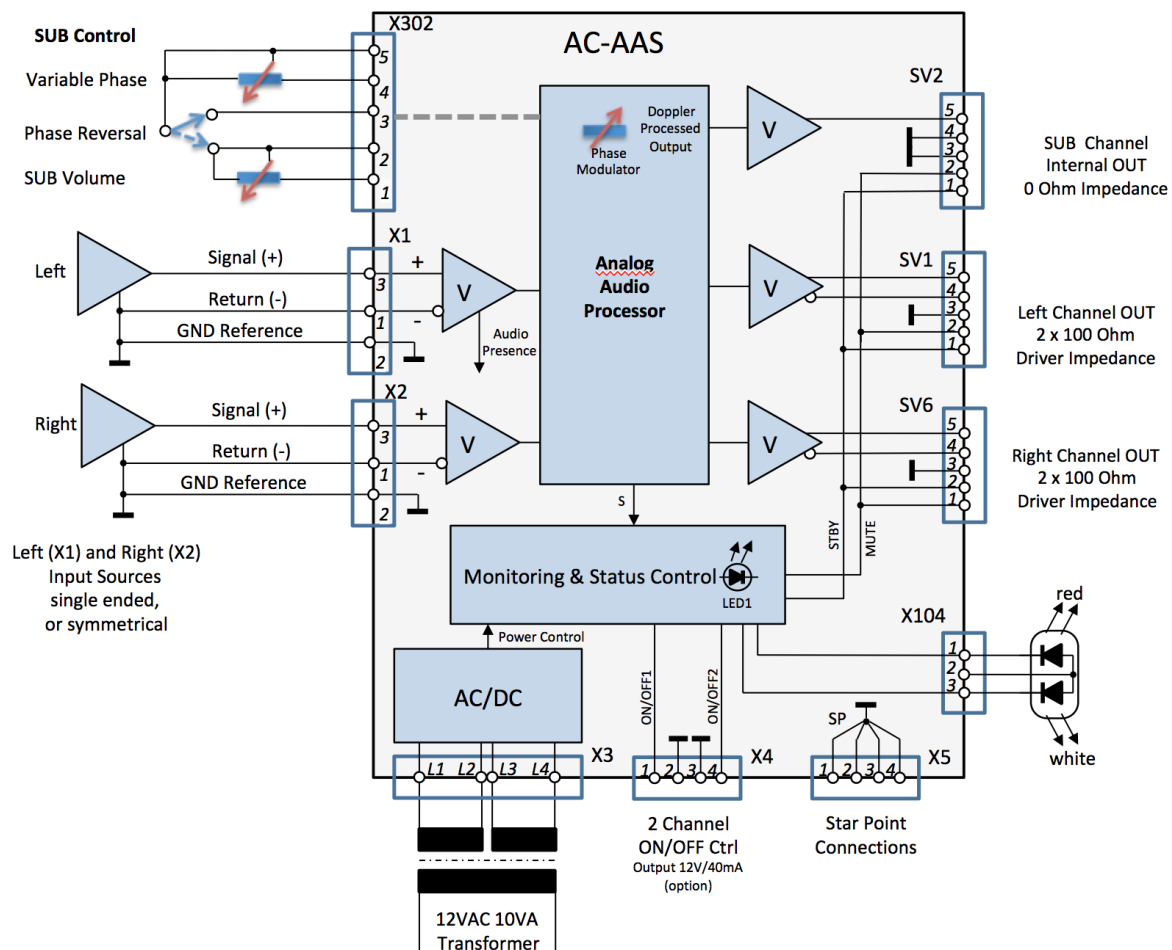 AC-AAS
SUB Control
Variable Phase
Phase Reversal
SUB Volume
X302
5
4
3
2
1
Phase
Modulator
Doppler
Processed
Output
Analog
Audio
Processor
V
SV2
5
4
3
2
1
SUB Channel
Internal OUT
0 Ohm Impedance
Left
Signal (+)
Return (-)
GND Reference
X1
3
1
2
+
-
V
Audio
Presence
V
SV1
5
4
3
2
1
Left Channel OUT
2 x 100 Ohm
Driver Impedance
Right
Signal (+)
Return (-)
GND Reference
X2
3
1
2
+
-
V
V
SV6
5
4
3
2
1
Right Channel OUT
2 x 100 Ohm
Driver Impedance
Left (X1) and Right (X2)
Input Sources
single ended,
or symmetrical
S
STBY
MUTE
Monitoring & Status Control
LED1
Power Control
AC/DC
ON/OFF1
ON/OFF2
X104
1
2
3
red
white
X3
L1
L2
L3
L4
X4
1
2
3
4
SP
X5
1
2
3
4
12VAC 10VA
Transformer
2 Channel
ON/OFF Ctrl
Output 12V/40mA
(option)
Star Point
Connections